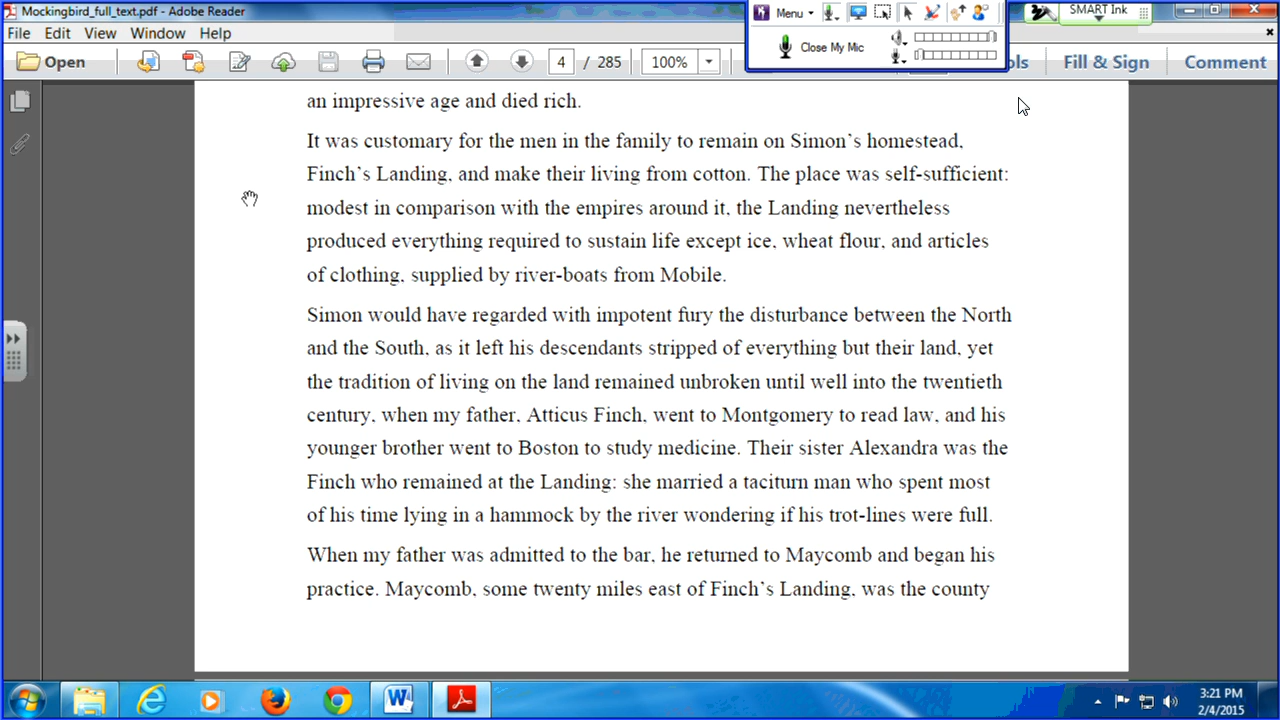 Mockingbird_full_text.pdf - Adobe Reader
Menu
SMART Ink
File Edit View Window Help
Close My Mic
Open
4 / 285
100%
Fill & Sign
Comment
an impressive age and died rich.
It was customary for the men in the family to remain on Simon’s homestead,
Finch’s Landing, and make their living from cotton. The place was self-sufficient:
modest in comparison with the empires around it, the Landing nevertheless
produced everything required to sustain life except ice, wheat flour, and articles
of clothing, supplied by river-boats from Mobile.
Simon would have regarded with impotent fury the disturbance between the North
and the South, as it left his descendants stripped of everything but their land, yet
the tradition of living on the land remained unbroken until well into the twentieth
century, when my father, Atticus Finch, went to Montgomery to read law, and his
younger brother went to Boston to study medicine. Their sister Alexandra was the
Finch who remained at the Landing: she married a taciturn man who spent most
of his time lying in a hammock by the river wondering if his trot-lines were full.
When my father was admitted to the bar, he returned to Maycomb and began his
practice. Maycomb, some twenty miles east of Finch’s Landing, was the county
3:21 PM
2/4/2015